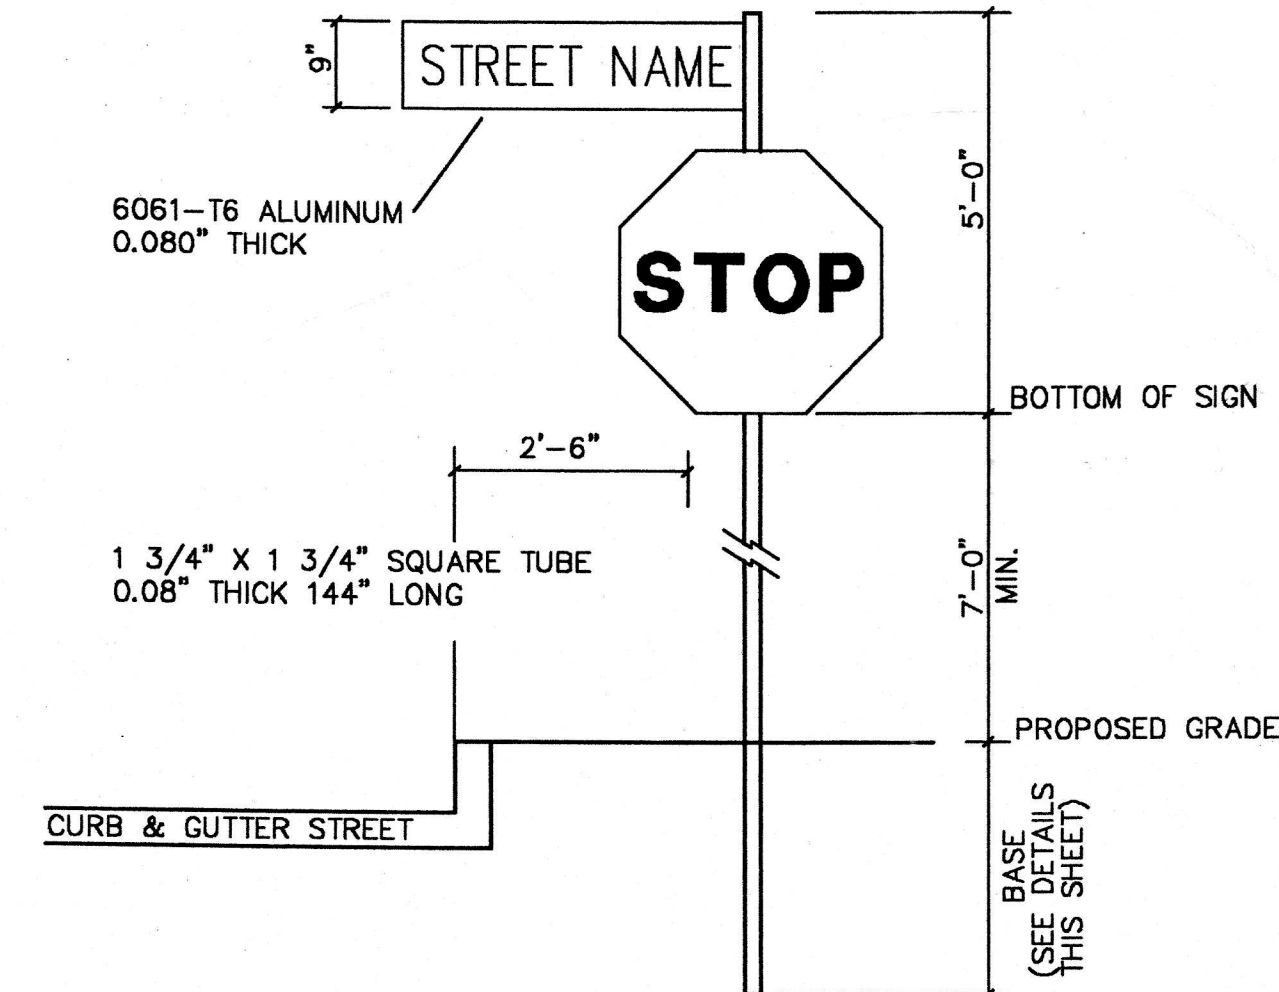 9"
STREET NAME
6061-T6 ALUMINUM
0.080" THICK
STOP
5'-0"
BOTTOM OF SIGN
2'-6"
1 3/4" X 1 3/4" SQUARE TUBE
0.08" THICK 144" LONG
7'-0"
MIN.
PROPOSED GRADE
CURB & GUTTER STREET
BASE
(SEE DETAILS
THIS SHEET)